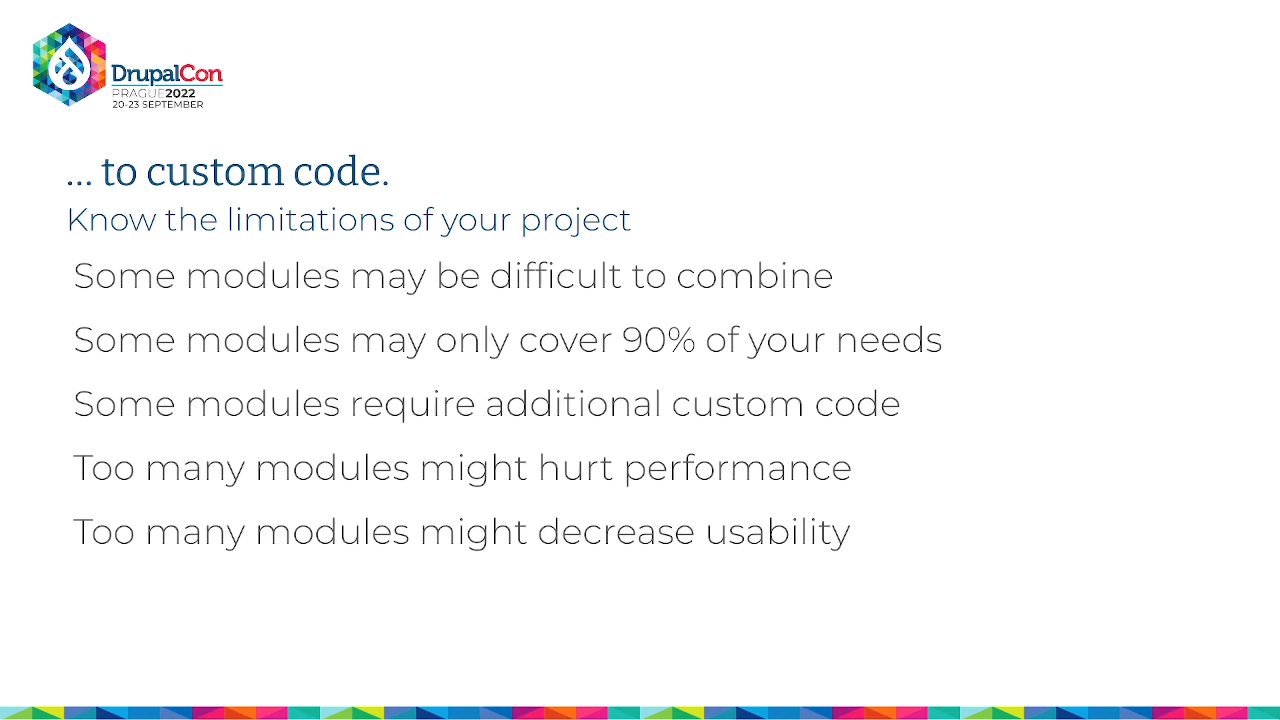 DrupalCon
PRAGUE2022
20-23 SEPTEMBER
... to custom code.
Know the limitations of your project
Some modules may be difficult to combine
Some modules may only cover 90% of your needs
Some modules require additional custom code
Too many modules might hurt performance
Too many modules might decrease usability